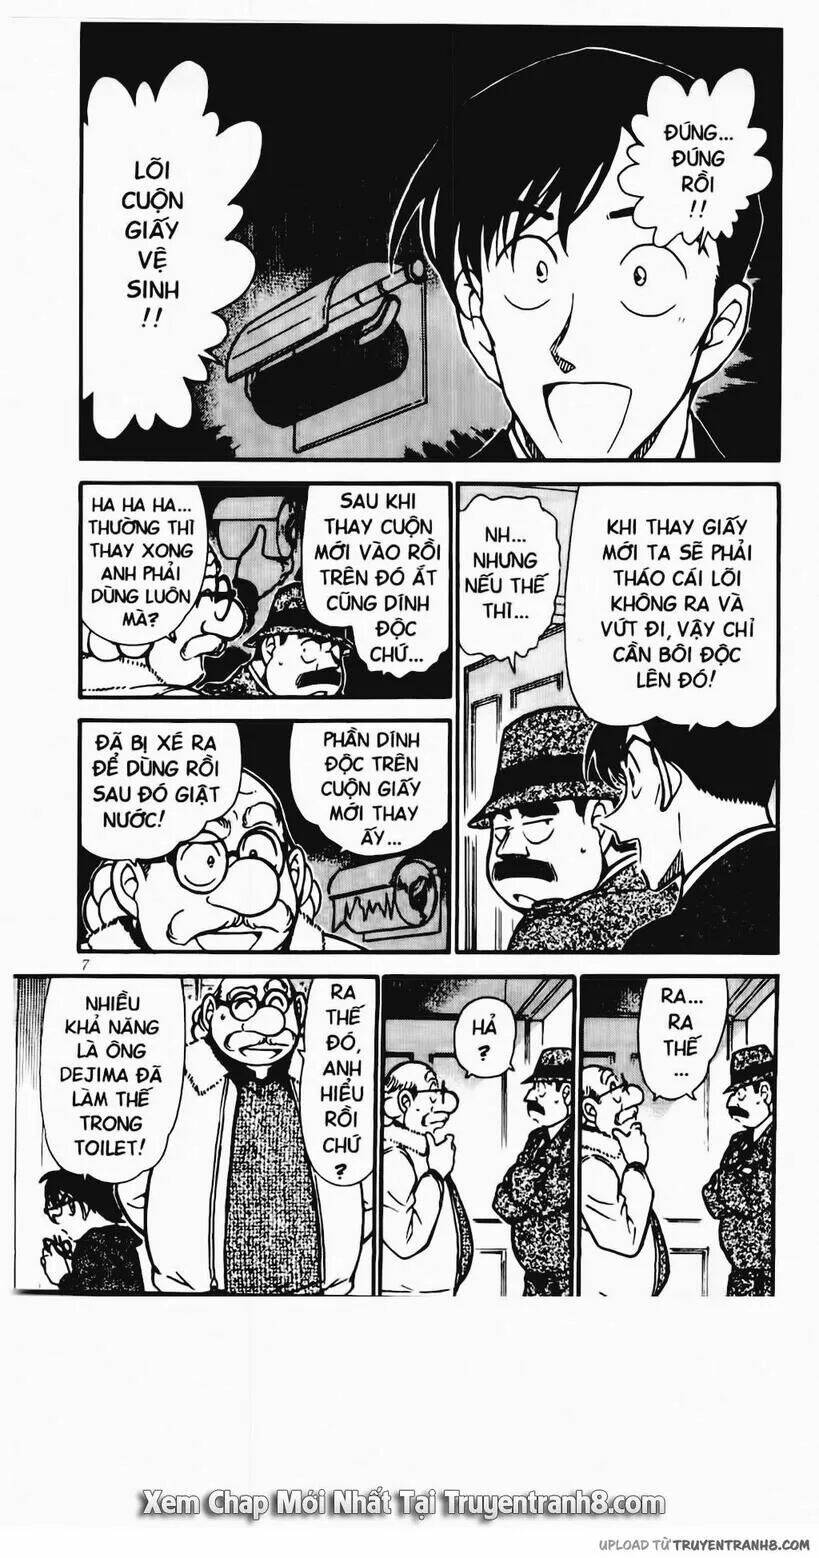 ĐÚNG...
ĐÚNG
RỒI
!!
LÕI
CUỘN
GIẤY
VỆ
SINH
!!
KHI THAY GIẤY
MỚI TA SẼ PHẢI
THÁO CÁI LÕI
KHÔNG RA VÀ
VỨT ĐI, VẬY CHỈ
CẦN BÔI ĐỘC
LÊN ĐÓ!
NH...
NHƯNG
NẾU THẾ
THÌ...
SAU KHI
THAY CUỘN
MỚI VÀO RỒI
TRÊN ĐÓ ẮT
CŨNG DÍNH
ĐỘC
CHỨ...
HA HA HA...
THƯỜNG THÌ
THAY XONG
ANH PHẢI
DÙNG LUÔN
MÀ?
PHẦN DÍNH
ĐỘC TRÊN
CUỘN GIẤY
MỚI THAY
ẤY...
ĐÃ BỊ XÉ RA
ĐỂ DÙNG RỒI
SAU ĐÓ GIẬT
NƯỚC!
7
RA...
RA
THẾ
...
HẢ
?
RA
THẾ
ĐÓ,
ANH
HIỂU
RỒI
CHỨ
?
NHIỀU
KHẢ NĂNG
LÀ ÔNG
DEJIMA ĐÃ
LÀM THẾ
TRONG
TOILET!
Xem Chap Mới Nhất Tại Truyentranh8.com
UPLOAD TỪ TRUYENTRANH8.COM